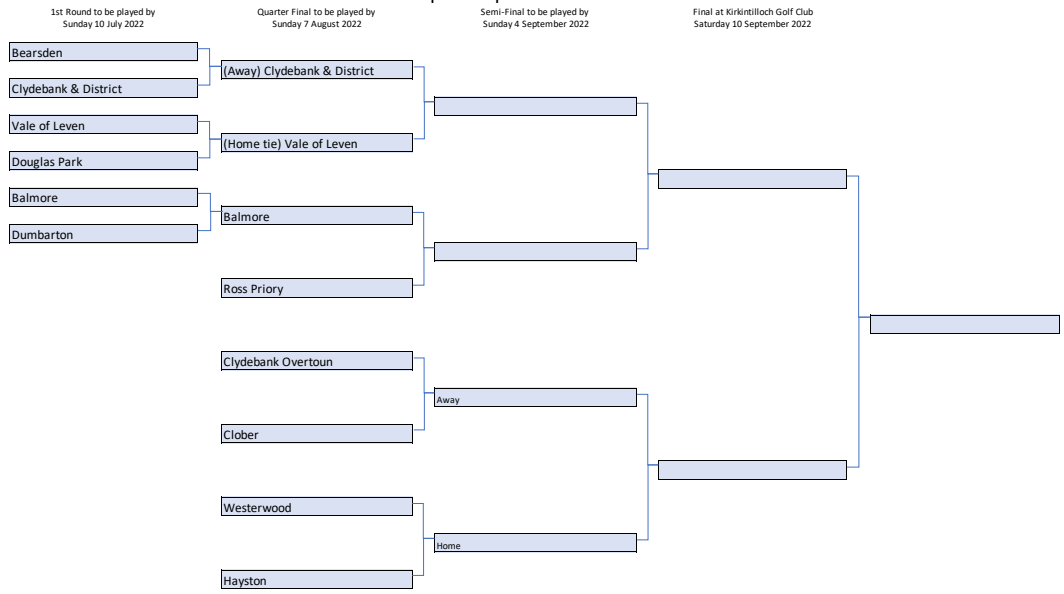 1st Round to be played by
Sunday 10 July 2022
Quarter Final to be played by
Sunday 7 August 2022
Semi-Final to be played by
Sunday 4 September 2022
Final at Kirkintilloch Golf Club
Saturday 10 September 2022
Bearsden
Clydebank & District
Vale of Leven
Douglas Park
Balmore
Dumbarton
(Away) Clydebank & District
(Home tie) Vale of Leven
Balmore
Ross Priory
Clydebank Overtoun
Clober
Westerwood
Hayston
Away
Home